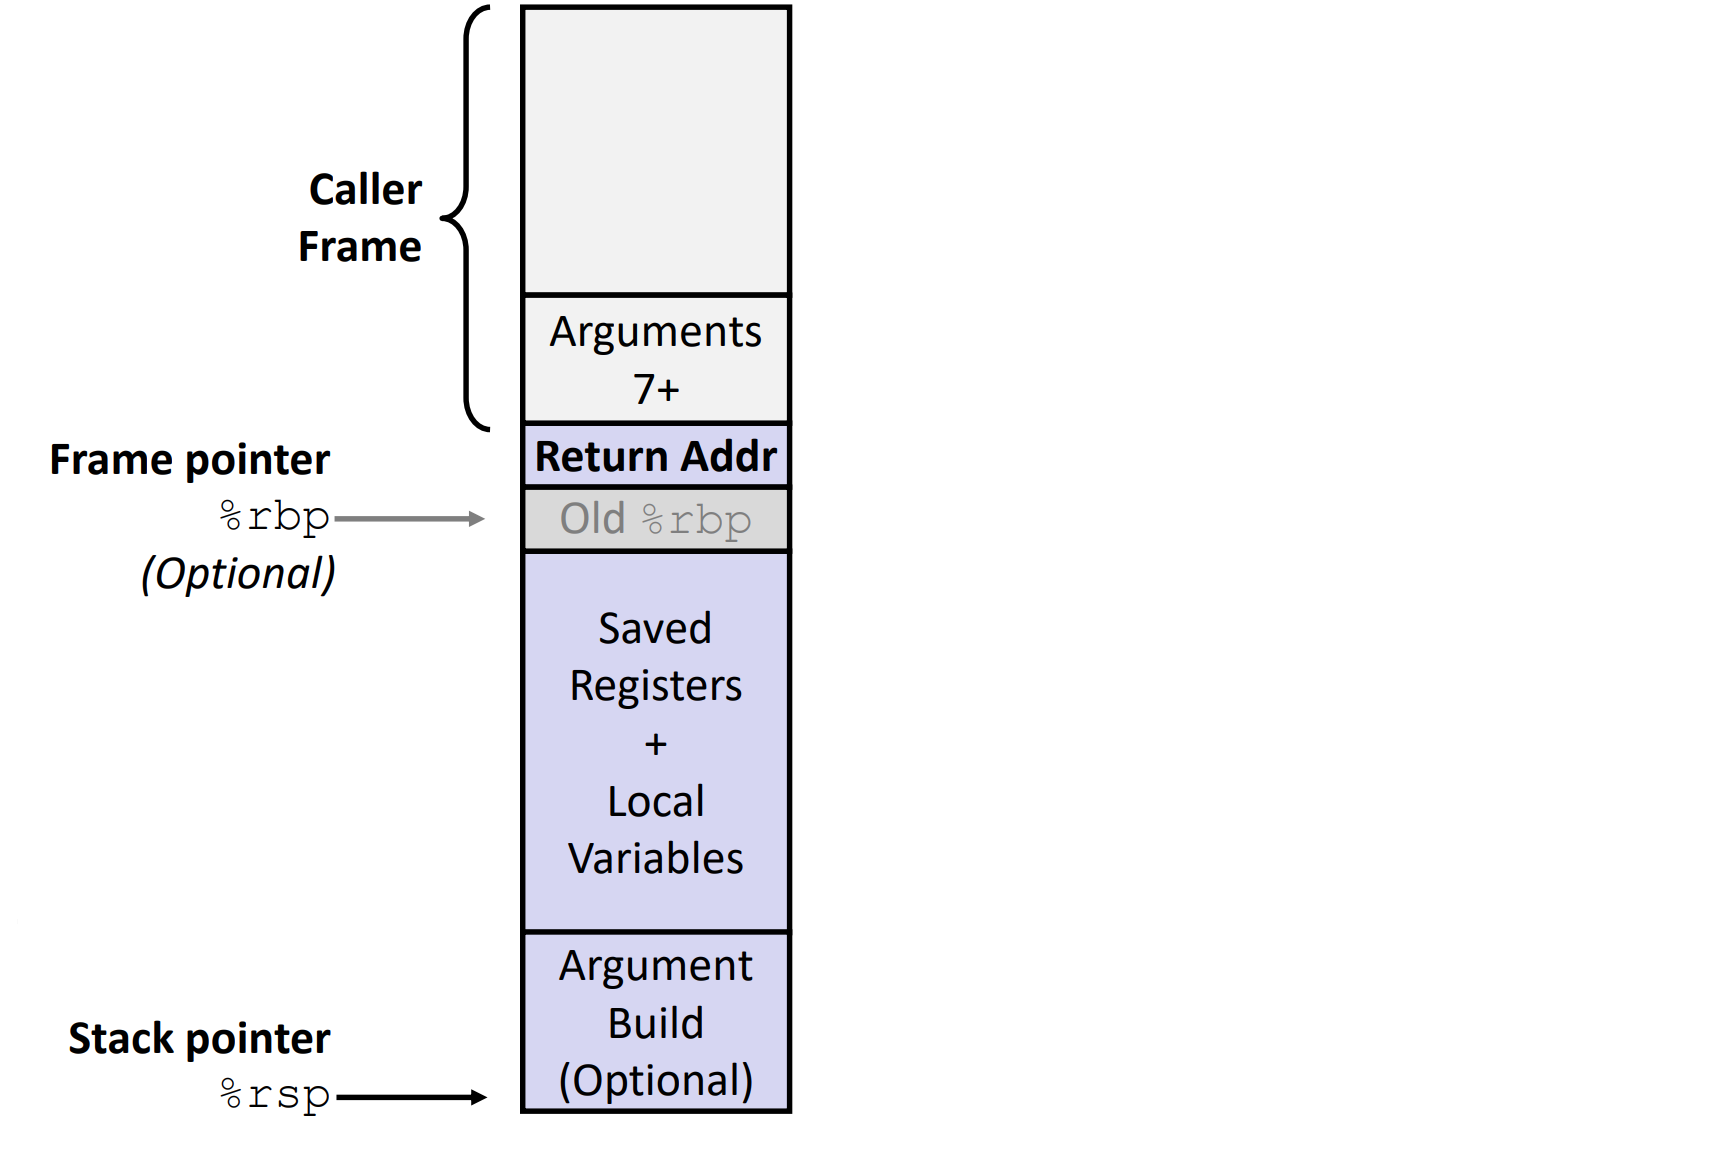 Caller
Frame
Arguments
7+
Return Addr
Frame pointer
%rbp
(Optional)
Old %rbp
Saved
Registers
+
Local
Variables
Argument
Build
(Optional)
Stack pointer
%rsp